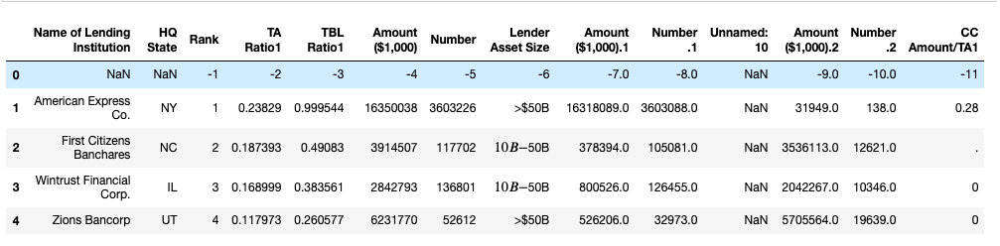 Name of Lending Institution HQ State Rank TA Ratio1 TBL Ratio1 Amount ($1,000) Number Lender Asset Size Amount ($1,000).1 Number .1 Unnamed: 10 Amount ($1,000).2 Number .2 CC Amount/TA1
0 NaN NaN -1 -2 -3 -4 -5 -6 -7.0 -8.0 NaN -9.0 -10.0 -11
1 American Express Co. NY 1 0.23829 0.999544 16350038 3603226 >$50B 16318089.0 3603088.0 NaN 31949.0 138.0 0.28
2 First Citizens Banchares NC 2 0.187393 0.49083 3914507 117702 10B–50B 378394.0 105081.0 NaN 3536113.0 12621.0 .
3 Wintrust Financial Corp. IL 3 0.168999 0.383561 2842793 136801 10B–50B 800526.0 126455.0 NaN 2042267.0 10346.0 0
4 Zions Bancorp UT 4 0.117973 0.260577 6231770 52612 >$50B 526206.0 32973.0 NaN 5705564.0 19639.0 0